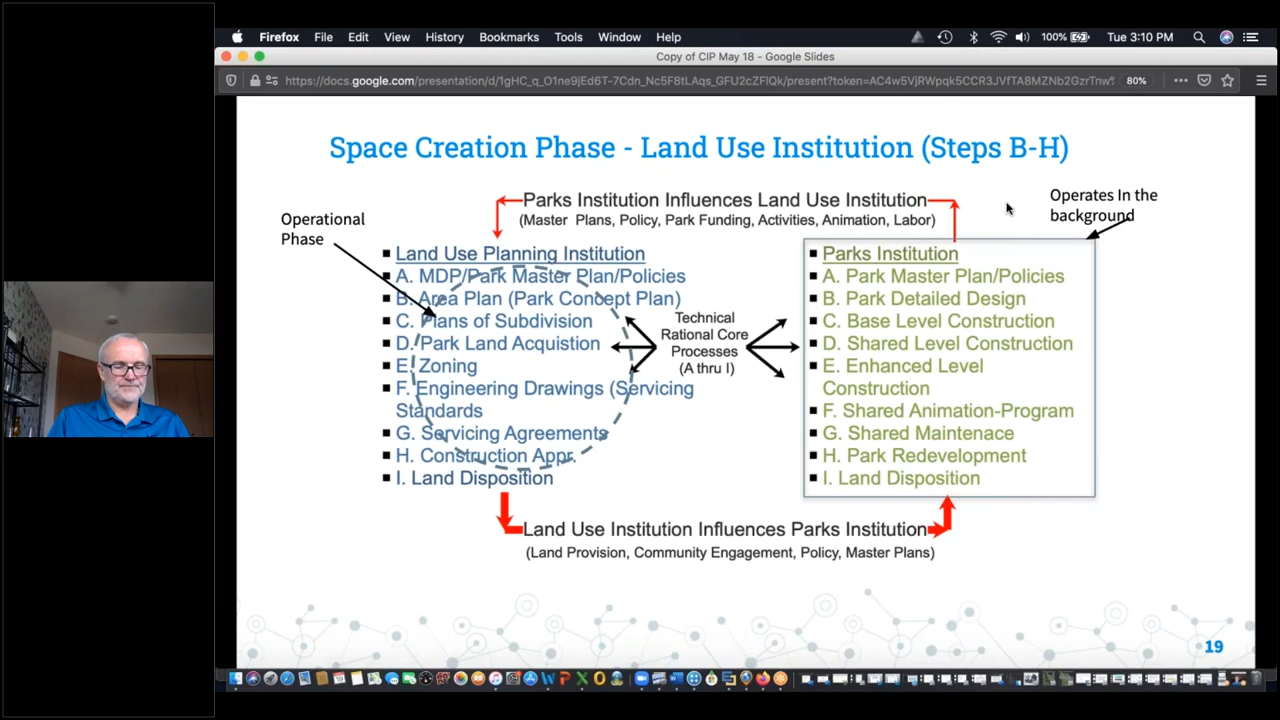 Firefox File Edit View History Bookmarks Tools Window Help 100% Tue 3:10 PM
Copy of CIP May 18 - Google Slides
80%
Space Creation Phase - Land Use Institution (Steps B-H)
Parks Institution Influences Land Use Institution
(Master Plans, Policy, Park Funding, Activities, Animation, Labor)
Operates In the
background
Operational
Phase
Land Use Planning Institution
A. MDP/Park Master Plan/Policies
B. Area Plan (Park Concept Plan)
C. Plans of Subdivision
D. Park Land Acquistion
E. Zoning
F. Engineering Drawings (Servicing
Standards
G. Servicing Agreements
H. Construction Appr.
I. Land Disposition
Technical
Rational Core
Processes
(A thru I)
Parks Institution
A. Park Master Plan/Policies
B. Park Detailed Design
C. Base Level Construction
D. Shared Level Construction
E. Enhanced Level
Construction
F. Shared Animation-Program
G. Shared Maintenace
H. Park Redevelopment
I. Land Disposition
Land Use Institution Influences Parks Institution
(Land Provision, Community Engagement, Policy, Master Plans)
19